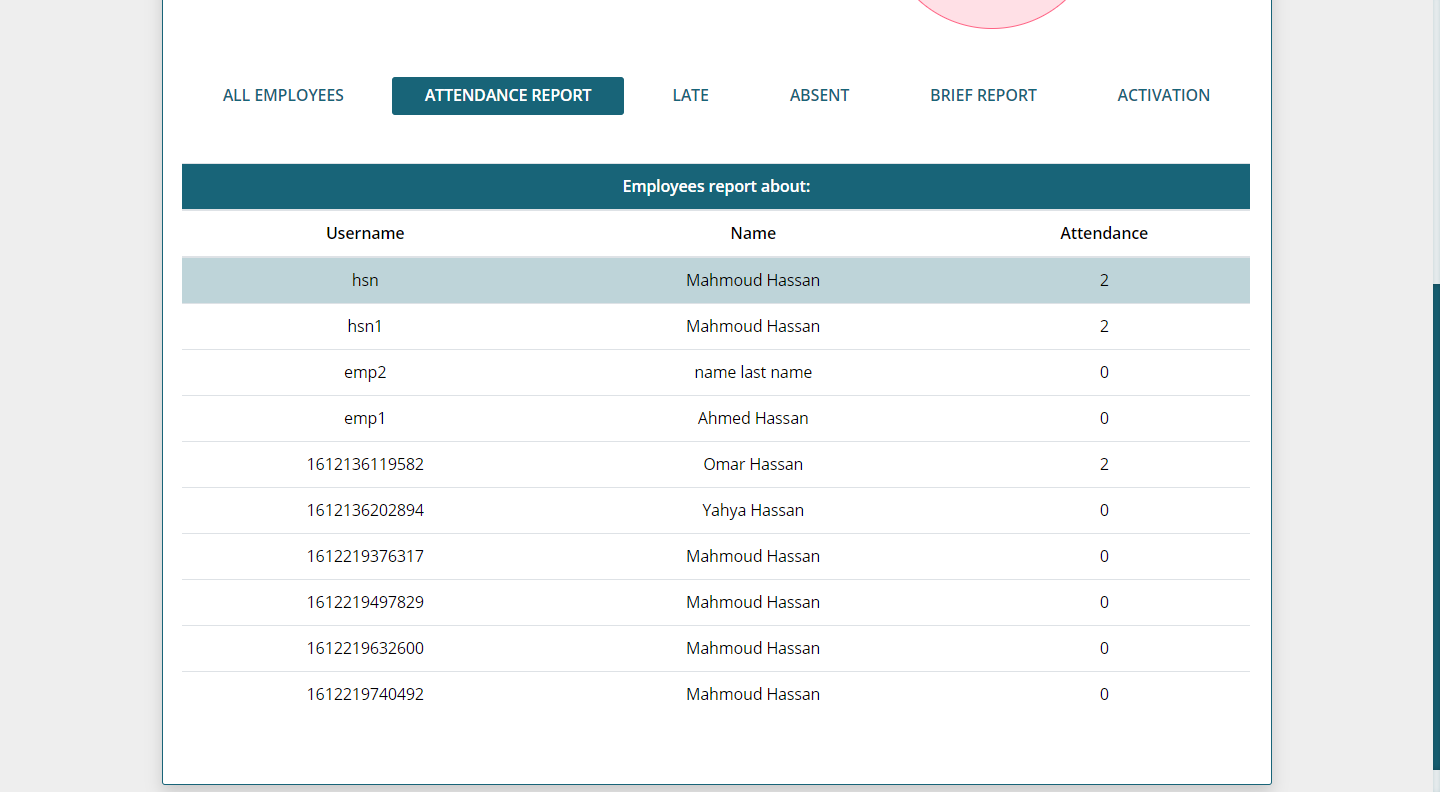 ALL EMPLOYEES ATTENDANCE REPORT LATE ABSENT BRIEF REPORT ACTIVATION
Employees report about:
Username Name Attendance
hsn Mahmoud Hassan 2
hsn1 Mahmoud Hassan 2
emp2 name last name 0
emp1 Ahmed Hassan 0
1612136119582 Omar Hassan 2
1612136202894 Yahya Hassan 0
1612219376317 Mahmoud Hassan 0
1612219497829 Mahmoud Hassan 0
1612219632600 Mahmoud Hassan 0
1612219740492 Mahmoud Hassan 0